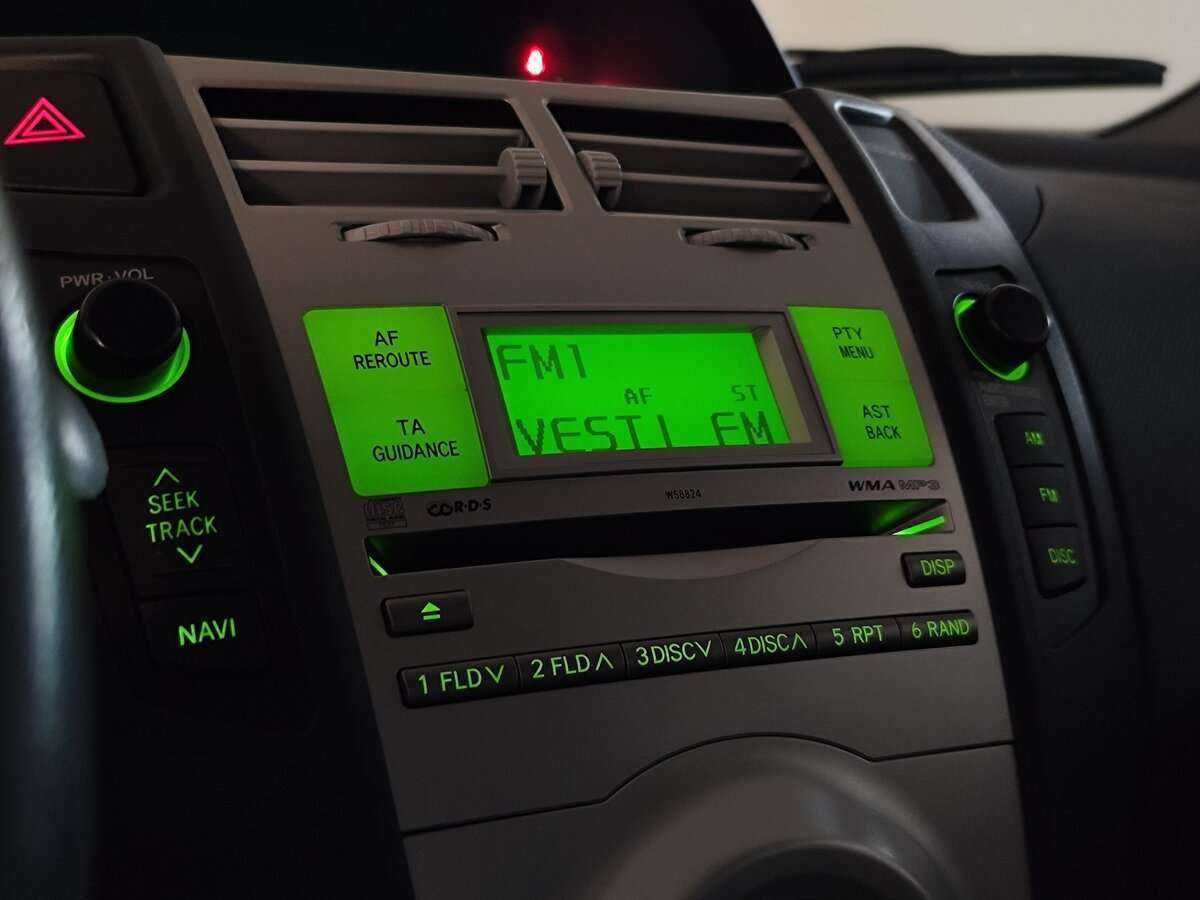 PWR·VOL
AF
REROUTE
TA
GUIDANCE
FM1
AF ST
VESTI FM
PTY
MENU
AST
BACK
SEEK
TRACK
NAVI
R·D·S
W58824
WMA MP3
DISP
1 FLD
2 FLD
3 DISC
4 DISC
5 RPT
6 RAND
AM
FM
DISC